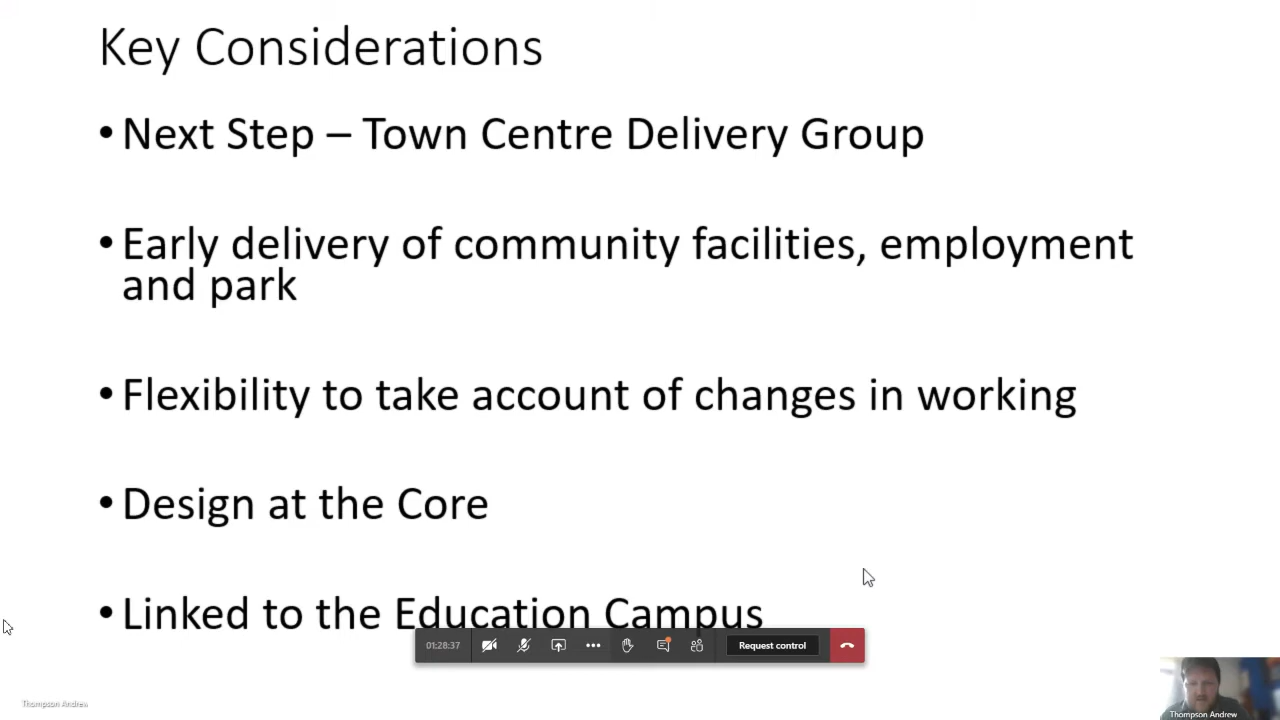 Key Considerations
• Next Step – Town Centre Delivery Group
• Early delivery of community facilities, employment
and park
• Flexibility to take account of changes in working
• Design at the Core
• Linked to the Education Campus
01:28:37
Request control
Thompson Andrew
Thompson Andrew